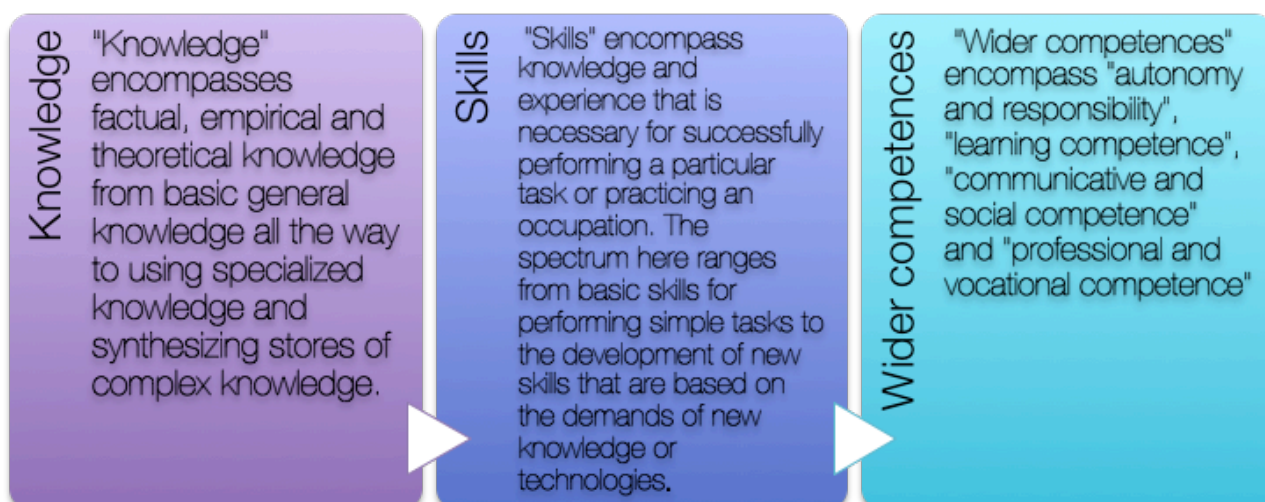 Knowledge
"Knowledge"
encompasses
factual, empirical and
theoretical knowledge
from basic general
knowledge all the way
to using specialized
knowledge and
synthesizing stores of
complex knowledge.
Skills
"Skills" encompass
knowledge and
experience that is
necessary for successfully
performing a particular
task or practicing an
occupation. The
spectrum here ranges
from basic skills for
performing simple tasks to
the development of new
skills that are based on
the demands of new
knowledge or
technologies.
Wider competences
"Wider competences"
encompass "autonomy
and responsibility",
"learning competence",
"communicative and
social competence"
and "professional and
vocational competence"